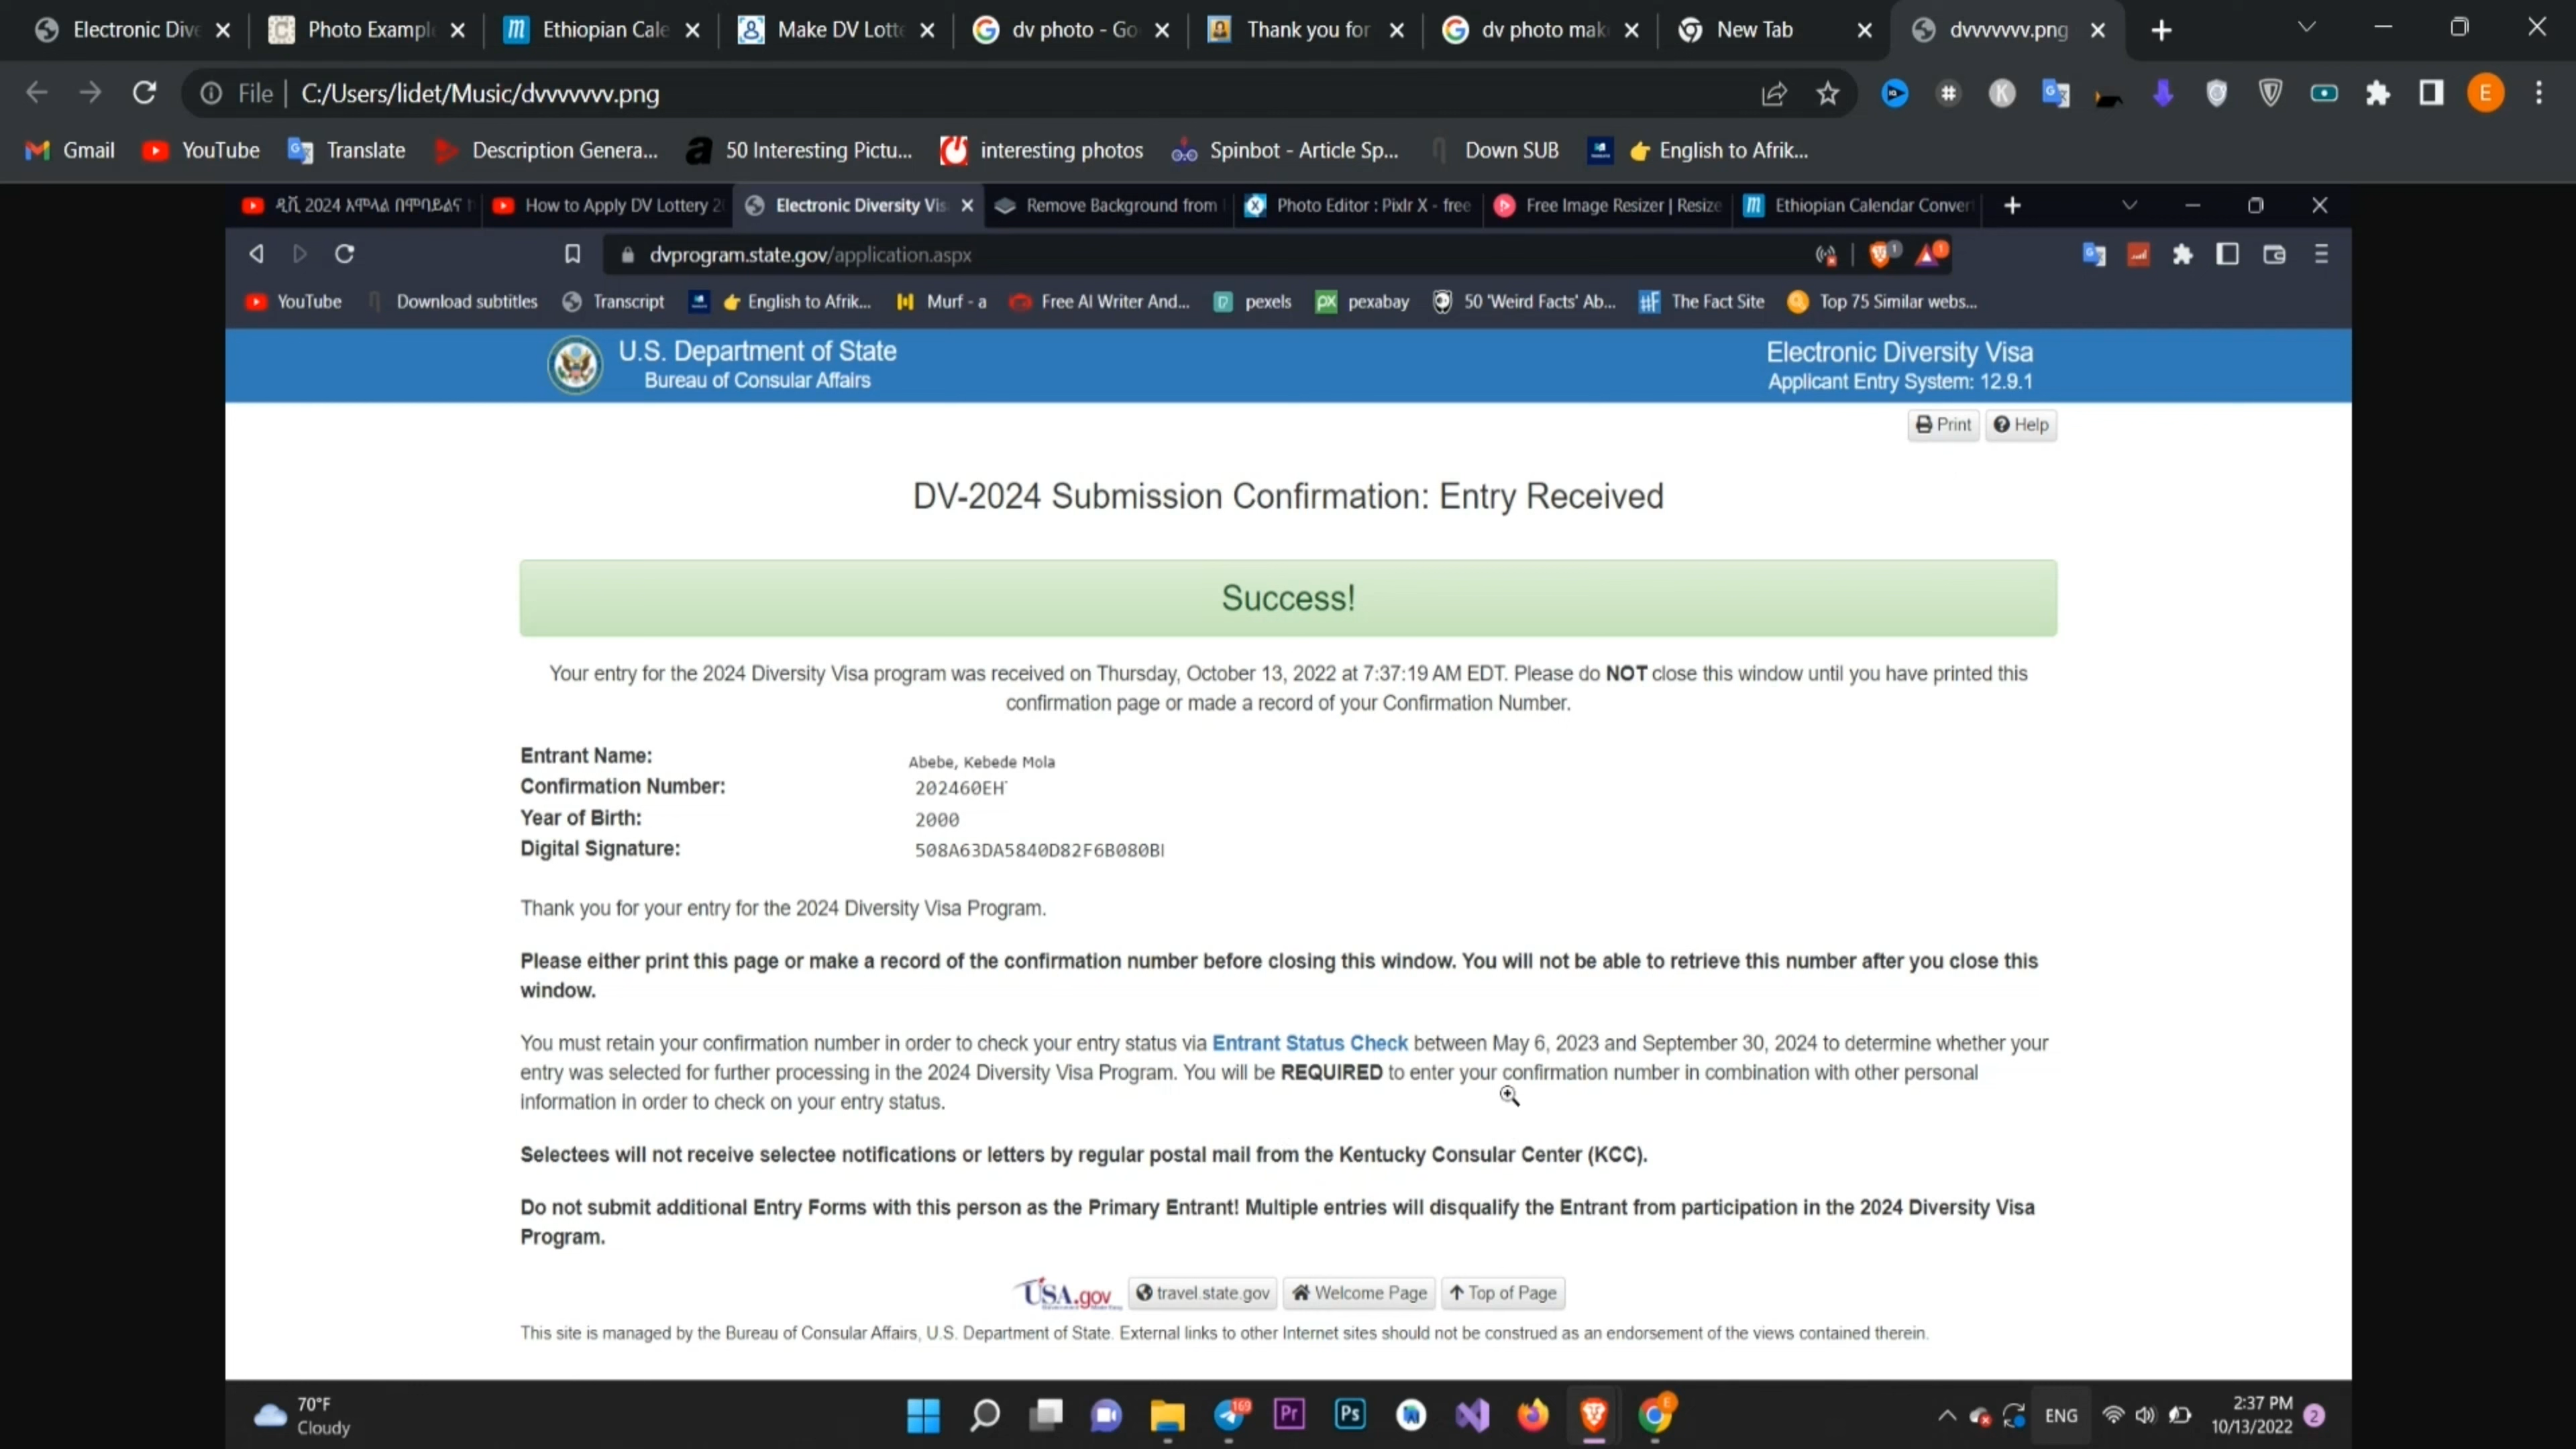 Electronic Dive
Photo Example
Ethiopian Cale
Make DV Lotte
dv photo - Go
Thank you for
dv photo mak
New Tab
dvvvvvvv.png
File
C:/Users/lidet/Music/dvvvvvvv.png
E
Gmail
YouTube
Translate
Description Genera...
50 Interesting Pictu...
interesting photos
Spinbot - Article Sp...
Down SUB
English to Afrik...
ዲቪ 2024 አሞላል በሞባይልና
How to Apply DV Lottery 2
Electronic Diversity Vis
Remove Background from
Photo Editor : Pixlr X - free
Free Image Resizer | Resize
Ethiopian Calendar Conver
dvprogram.state.gov/application.aspx
YouTube
Download subtitles
Transcript
English to Afrik...
Murf - a
Free AI Writer And...
pexels
pexabay
50 'Weird Facts' Ab...
The Fact Site
Top 75 Similar webs...
U.S. Department of State
Bureau of Consular Affairs
Electronic Diversity Visa
Applicant Entry System: 12.9.1
Print
Help
DV-2024 Submission Confirmation: Entry Received
Success!
Your entry for the 2024 Diversity Visa program was received on Thursday, October 13, 2022 at 7:37:19 AM EDT. Please do NOT close this window until you have printed this
confirmation page or made a record of your Confirmation Number.
Entrant Name: Abebe, Kebede Mola
Confirmation Number: 202460EH
Year of Birth: 2000
Digital Signature: 508A63DA5840D82F6B080B
Thank you for your entry for the 2024 Diversity Visa Program.
Please either print this page or make a record of the confirmation number before closing this window. You will not be able to retrieve this number after you close this
window.
You must retain your confirmation number in order to check your entry status via Entrant Status Check between May 6, 2023 and September 30, 2024 to determine whether your
entry was selected for further processing in the 2024 Diversity Visa Program. You will be REQUIRED to enter your confirmation number in combination with other personal
information in order to check on your entry status.
Selectees will not receive selectee notifications or letters by regular postal mail from the Kentucky Consular Center (KCC).
Do not submit additional Entry Forms with this person as the Primary Entrant! Multiple entries will disqualify the Entrant from participation in the 2024 Diversity Visa
Program.
USA.gov
travel.state.gov
Welcome Page
Top of Page
This site is managed by the Bureau of Consular Affairs, U.S. Department of State. External links to other Internet sites should not be construed as an endorsement of the views contained therein.
70°F
Cloudy
169
Pr
Ps
ENG
2:37 PM
10/13/2022
2